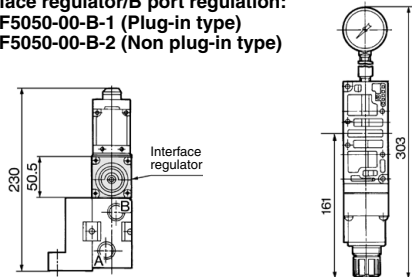 face regulator/B port regulation:
F5050-00-B-1 (Plug-in type)
F5050-00-B-2 (Non plug-in type)
Interface
regulator
230
50.5
B
A
161
303